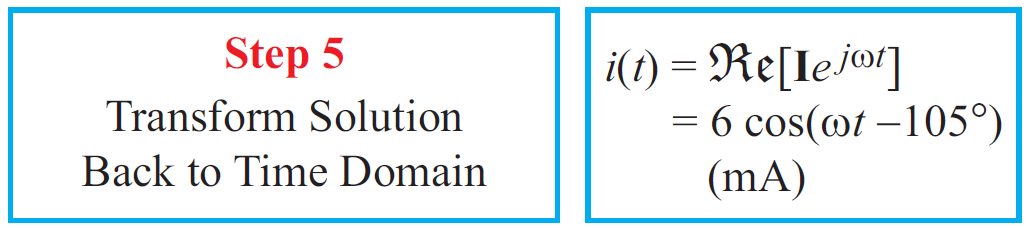 Step 5
Transform Solution
Back to Time Domain
i(t) = ℜe[Ie^{jωt}]
= 6 cos(ωt –105°)
(mA)